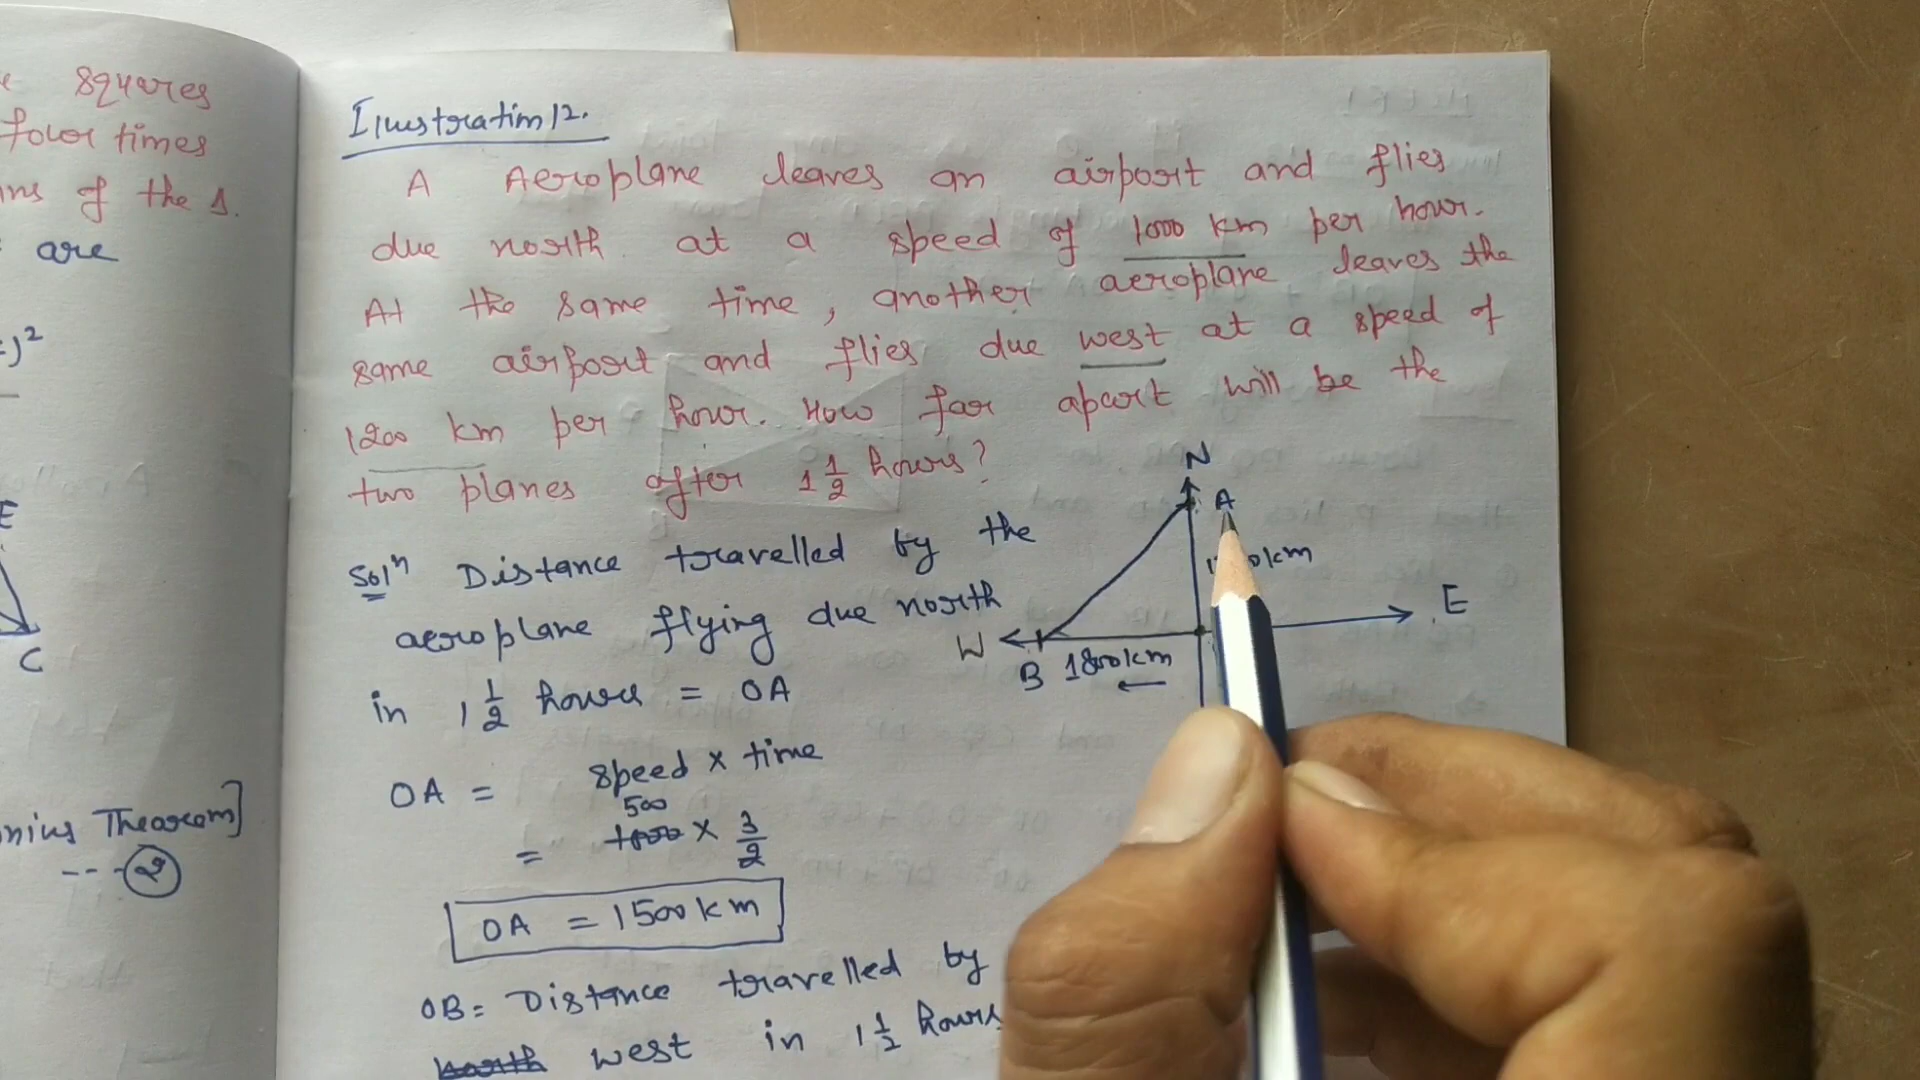 squares
four times
of the Δ.
are
)²
E
C
Theorem]
---②
Illustration 12.
A Aeroplane leaves an airport and flies
due north at a speed of 1000 km per hour.
At the same time, another aeroplane leaves the
same airport and flies due west at a speed of
1200 km per hour. How far apart will be the
two planes after 1 1/2 hours?
Solⁿ Distance travelled by the
aeroplane flying due north
in 1 1/2 hours = OA
OA = speed × time
500
= 1000 × 3/2
OA = 1500 km
OB = Distance travelled by
north west in 1 1/2 hours
N
A
km
E
W
B 1800 km